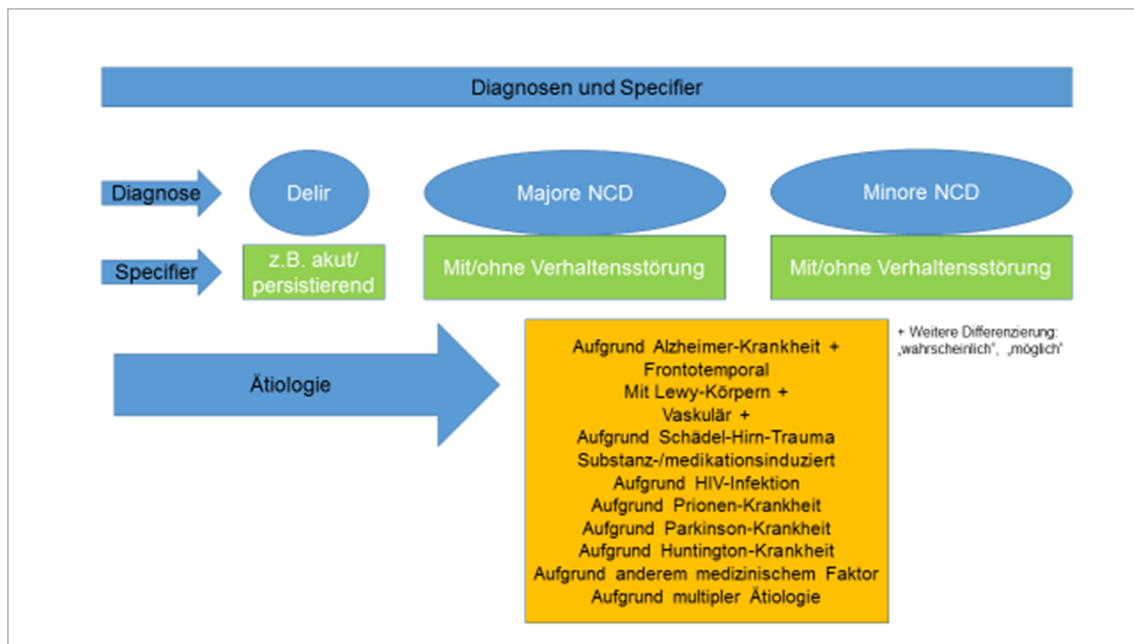 Diagnosen und Specifier
Diagnose
Delir
Majore NCD
Minore NCD
Specifier
z.B. akut/
persistierend
Mit/ohne Verhaltensstörung
Mit/ohne Verhaltensstörung
Ätiologie
Aufgrund Alzheimer-Krankheit +
Frontotemporal
Mit Lewy-Körpern +
Vaskulär +
Aufgrund Schädel-Hirn-Trauma
Substanz-/medikationsinduziert
Aufgrund HIV-Infektion
Aufgrund Prionen-Krankheit
Aufgrund Parkinson-Krankheit
Aufgrund Huntington-Krankheit
Aufgrund anderem medizinischem Faktor
Aufgrund multipler Ätiologie
+ Weitere Differenzierung:
„wahrscheinlich“, „möglich“